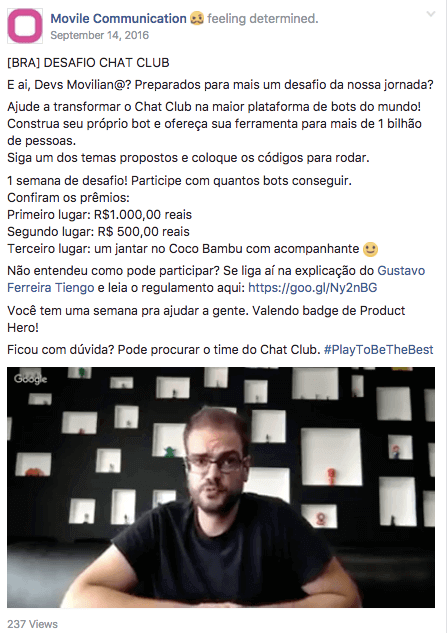 Movile Communication feeling determined.
September 14, 2016
[BRA] DESAFIO CHAT CLUB
E ai, Devs Movilian@? Preparados para mais um desafio da nossa jornada?
Ajude a transformar o Chat Club na maior plataforma de bots do mundo!
Construa seu próprio bot e ofereça sua ferramenta para mais de 1 bilhão
de pessoas.
Siga um dos temas propostos e coloque os códigos para rodar.
1 semana de desafio! Participe com quantos bots conseguir.
Confiram os prêmios:
Primeiro lugar: R$1.000,00 reais
Segundo lugar: R$ 500,00 reais
Terceiro lugar: um jantar no Coco Bambu com acompanhante 😉
Não entendeu como pode participar? Se liga aí na explicação do Gustavo
Ferreira Tiengo e leia o regulamento aqui: https://goo.gl/Ny2nBG
Você tem uma semana pra ajudar a gente. Valendo badge de Product
Hero!
Ficou com dúvida? Pode procurar o time do Chat Club. #PlayToBeTheBest
Google
237 Views